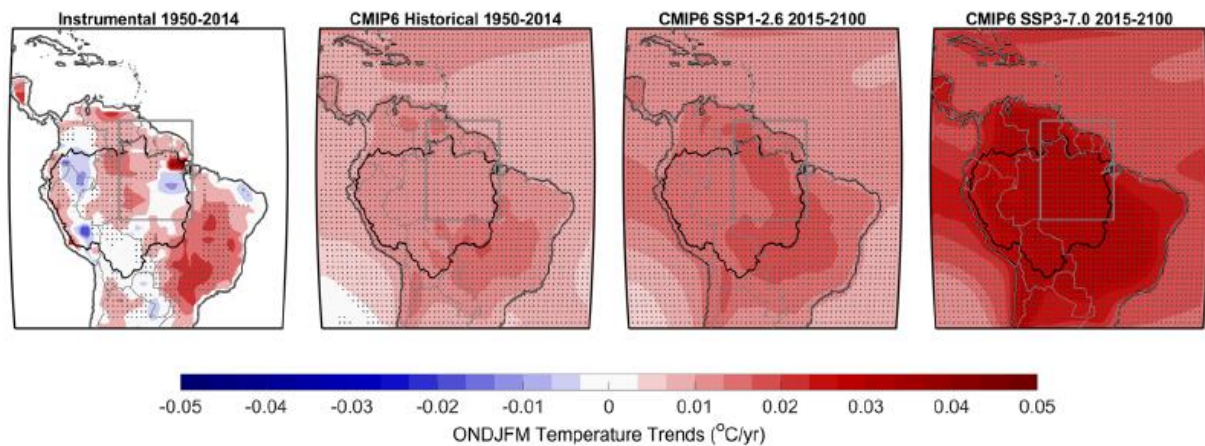 Instrumental 1950-2014 CMIP6 Historical 1950-2014 CMIP6 SSP1-2.6 2015-2100 CMIP6 SSP3-7.0 2015-2100
-0.05 -0.04 -0.03 -0.02 -0.01 0 0.01 0.02 0.03 0.04 0.05
ONDJFM Temperature Trends (°C/yr)